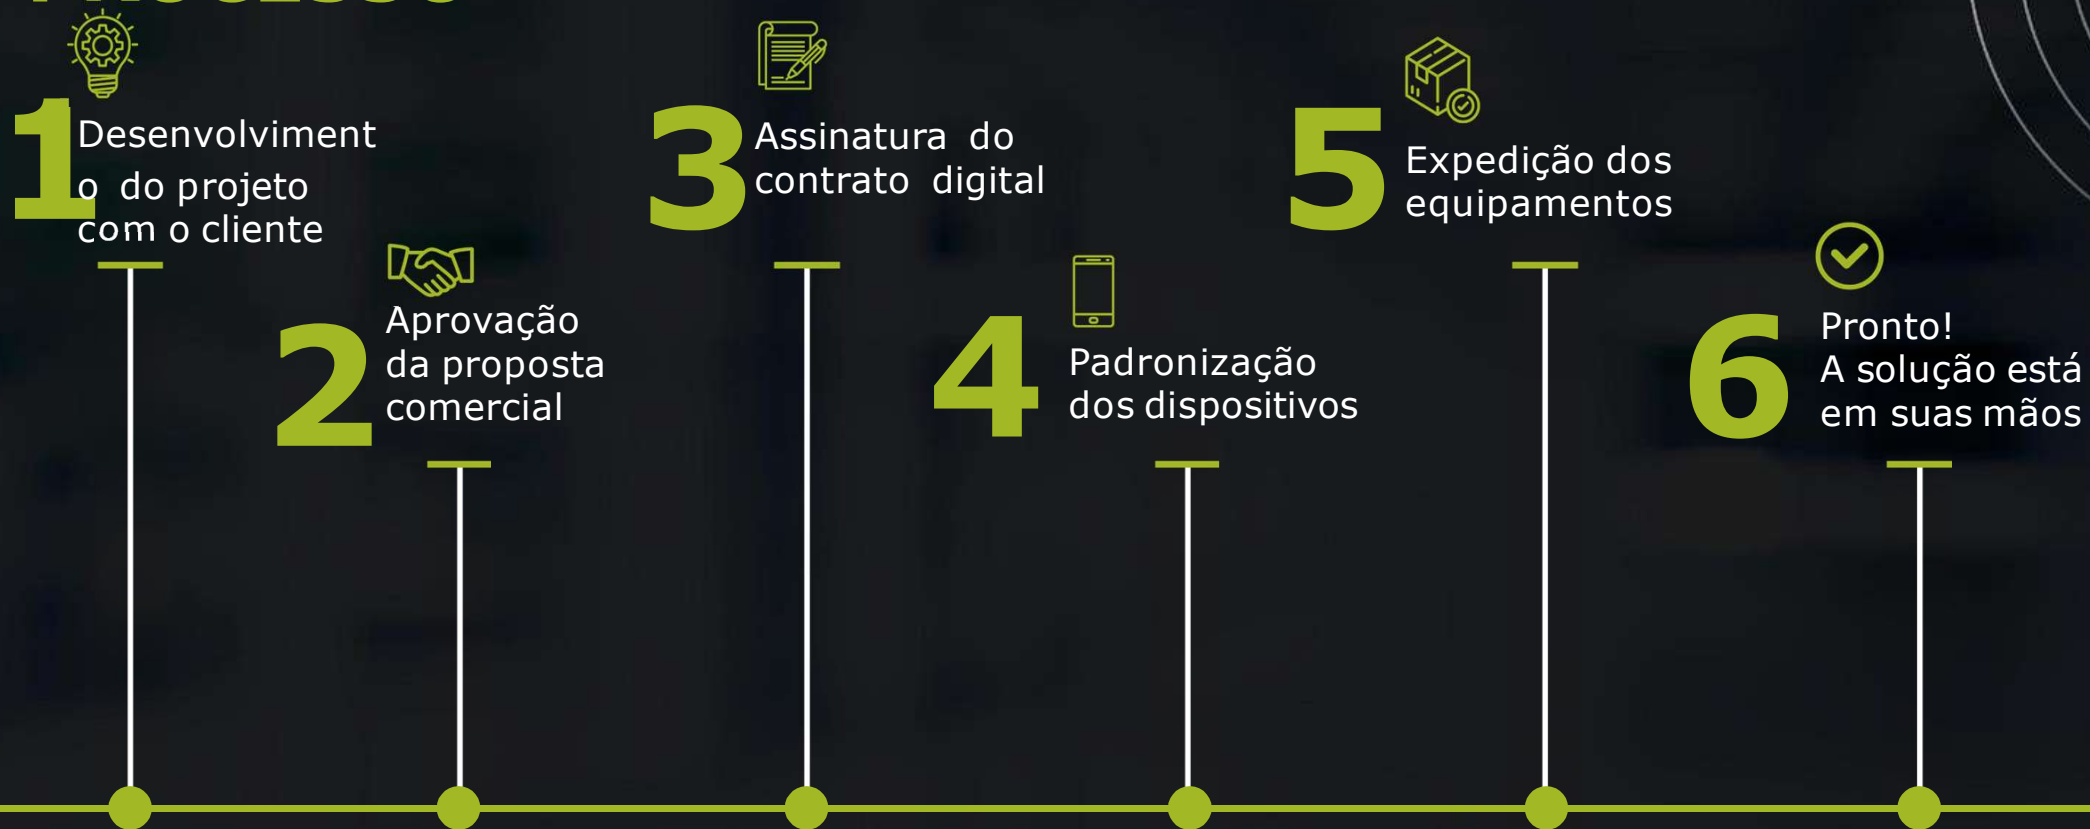 1
Desenvolviment
o do projeto
com o cliente
2
Aprovação
da proposta
comercial
3
Assinatura do
contrato digital
4
Padronização
dos dispositivos
5
Expedição dos
equipamentos
6
Pronto!
A solução está
em suas mãos